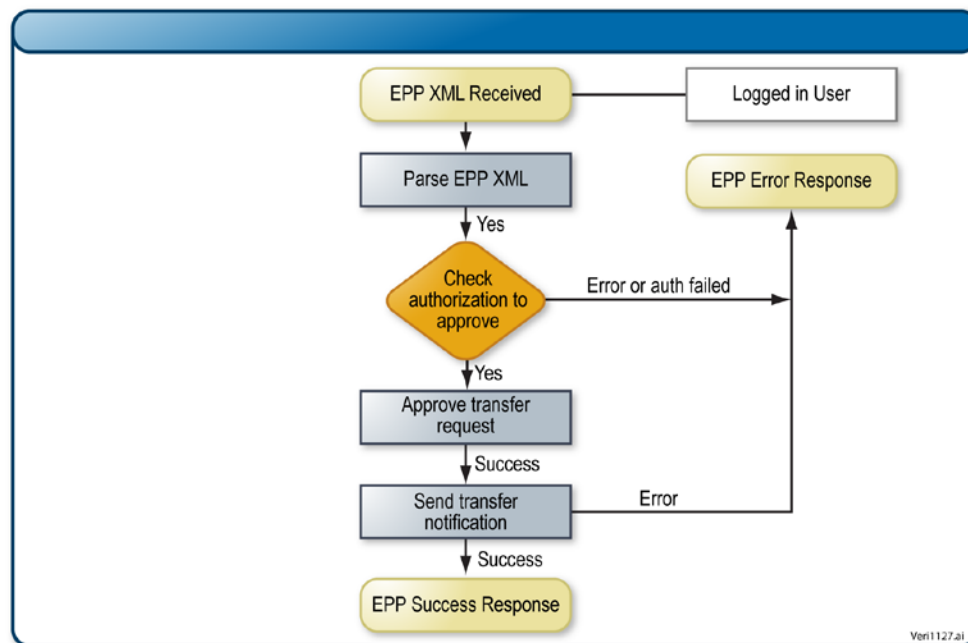 EPP XML Received
Logged in User
Parse EPP XML
EPP Error Response
Yes
Check
authorization to
approve
Error or auth failed
Yes
Approve transfer
request
Success
Send transfer
notification
Error
Success
EPP Success Response
Veri1127.ai